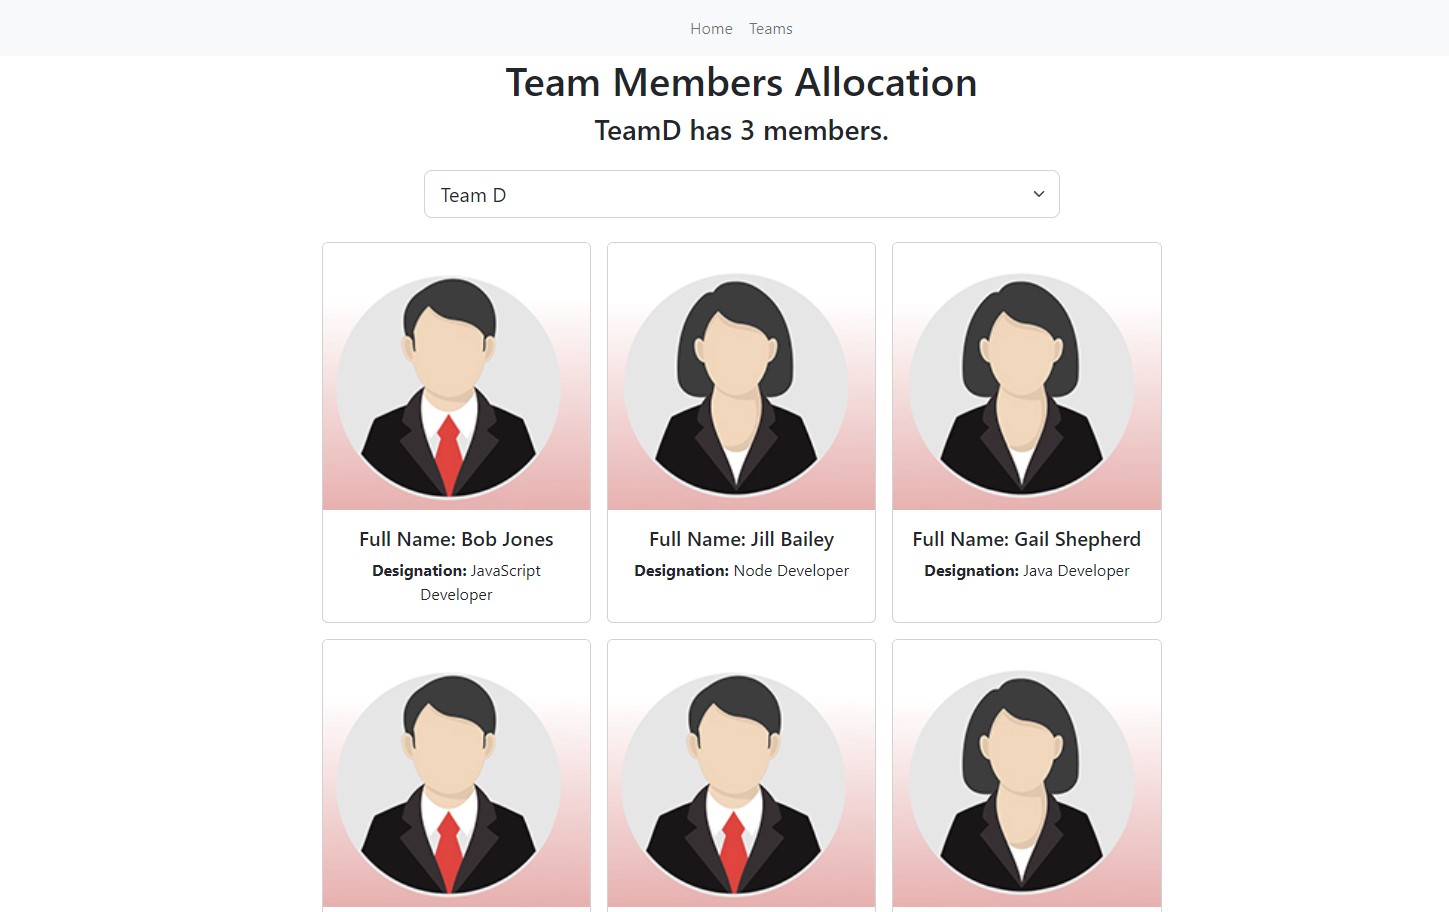 Home Teams
Team Members Allocation
TeamD has 3 members.
Team D
Full Name: Bob Jones
Designation: JavaScript
Developer
Full Name: Jill Bailey
Designation: Node Developer
Full Name: Gail Shepherd
Designation: Java Developer